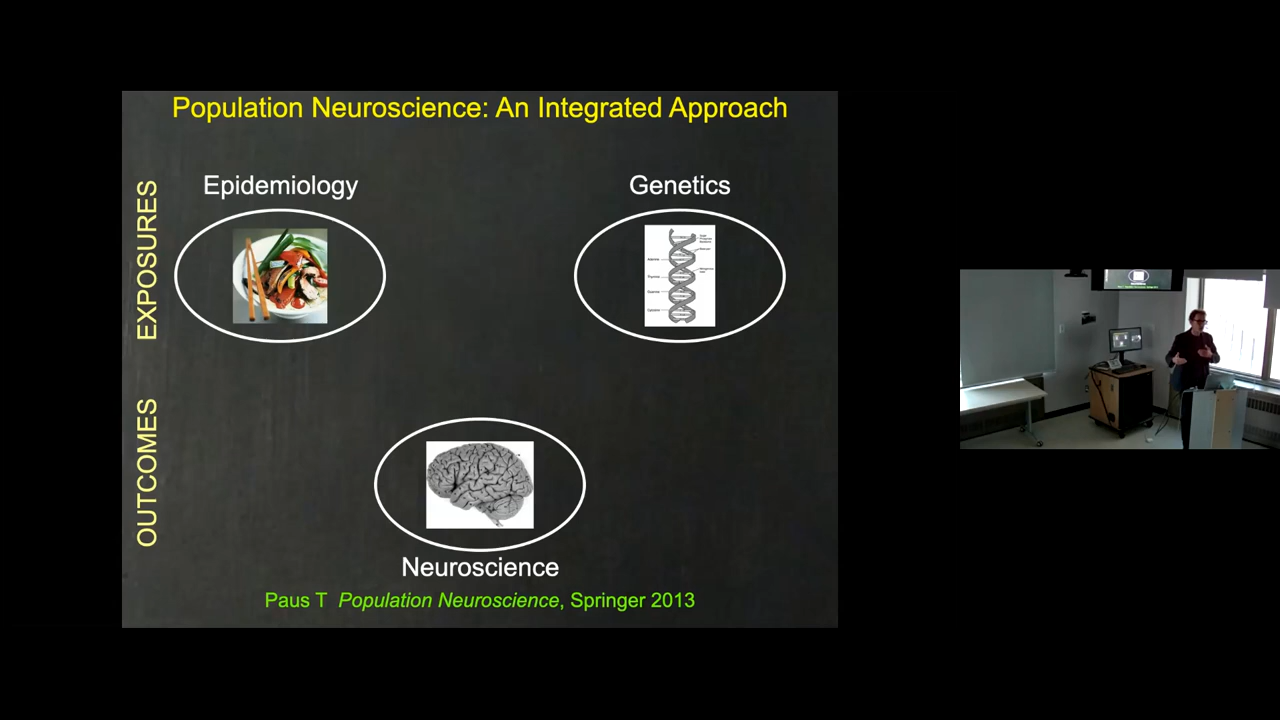 Population Neuroscience: An Integrated Approach
EXPOSURES
Epidemiology
Genetics
OUTCOMES
Neuroscience
Paus T Population Neuroscience, Springer 2013